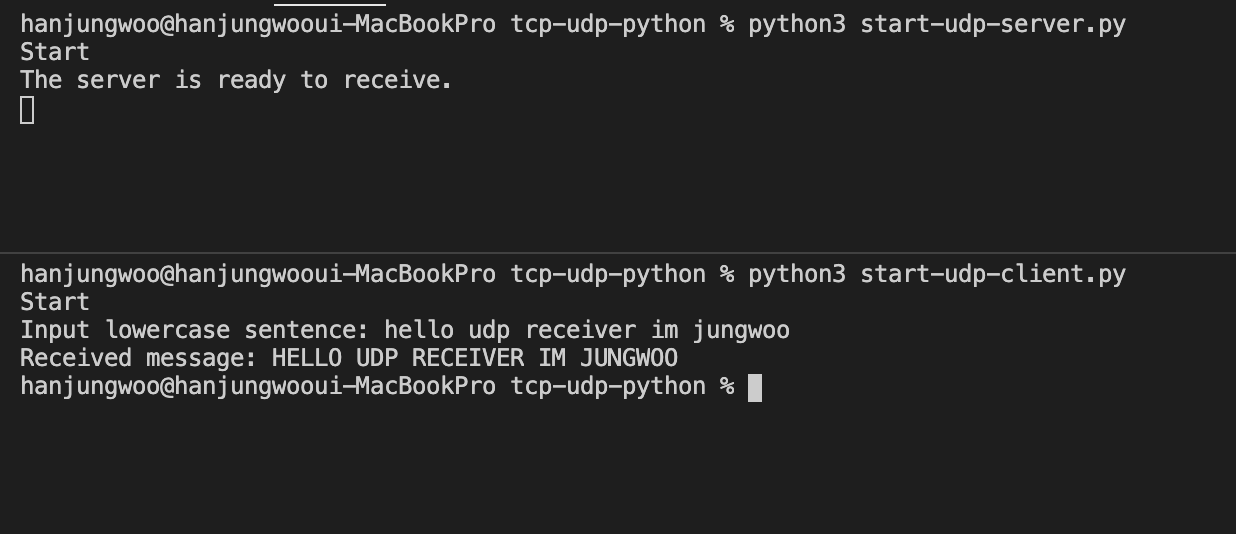 hanjungwoo@hanjungwooui-MacBookPro tcp-udp-python % python3 start-udp-server.py
Start
The server is ready to receive.
hanjungwoo@hanjungwooui-MacBookPro tcp-udp-python % python3 start-udp-client.py
Start
Input lowercase sentence: hello udp receiver im jungwoo
Received message: HELLO UDP RECEIVER IM JUNGWOO
hanjungwoo@hanjungwooui-MacBookPro tcp-udp-python %